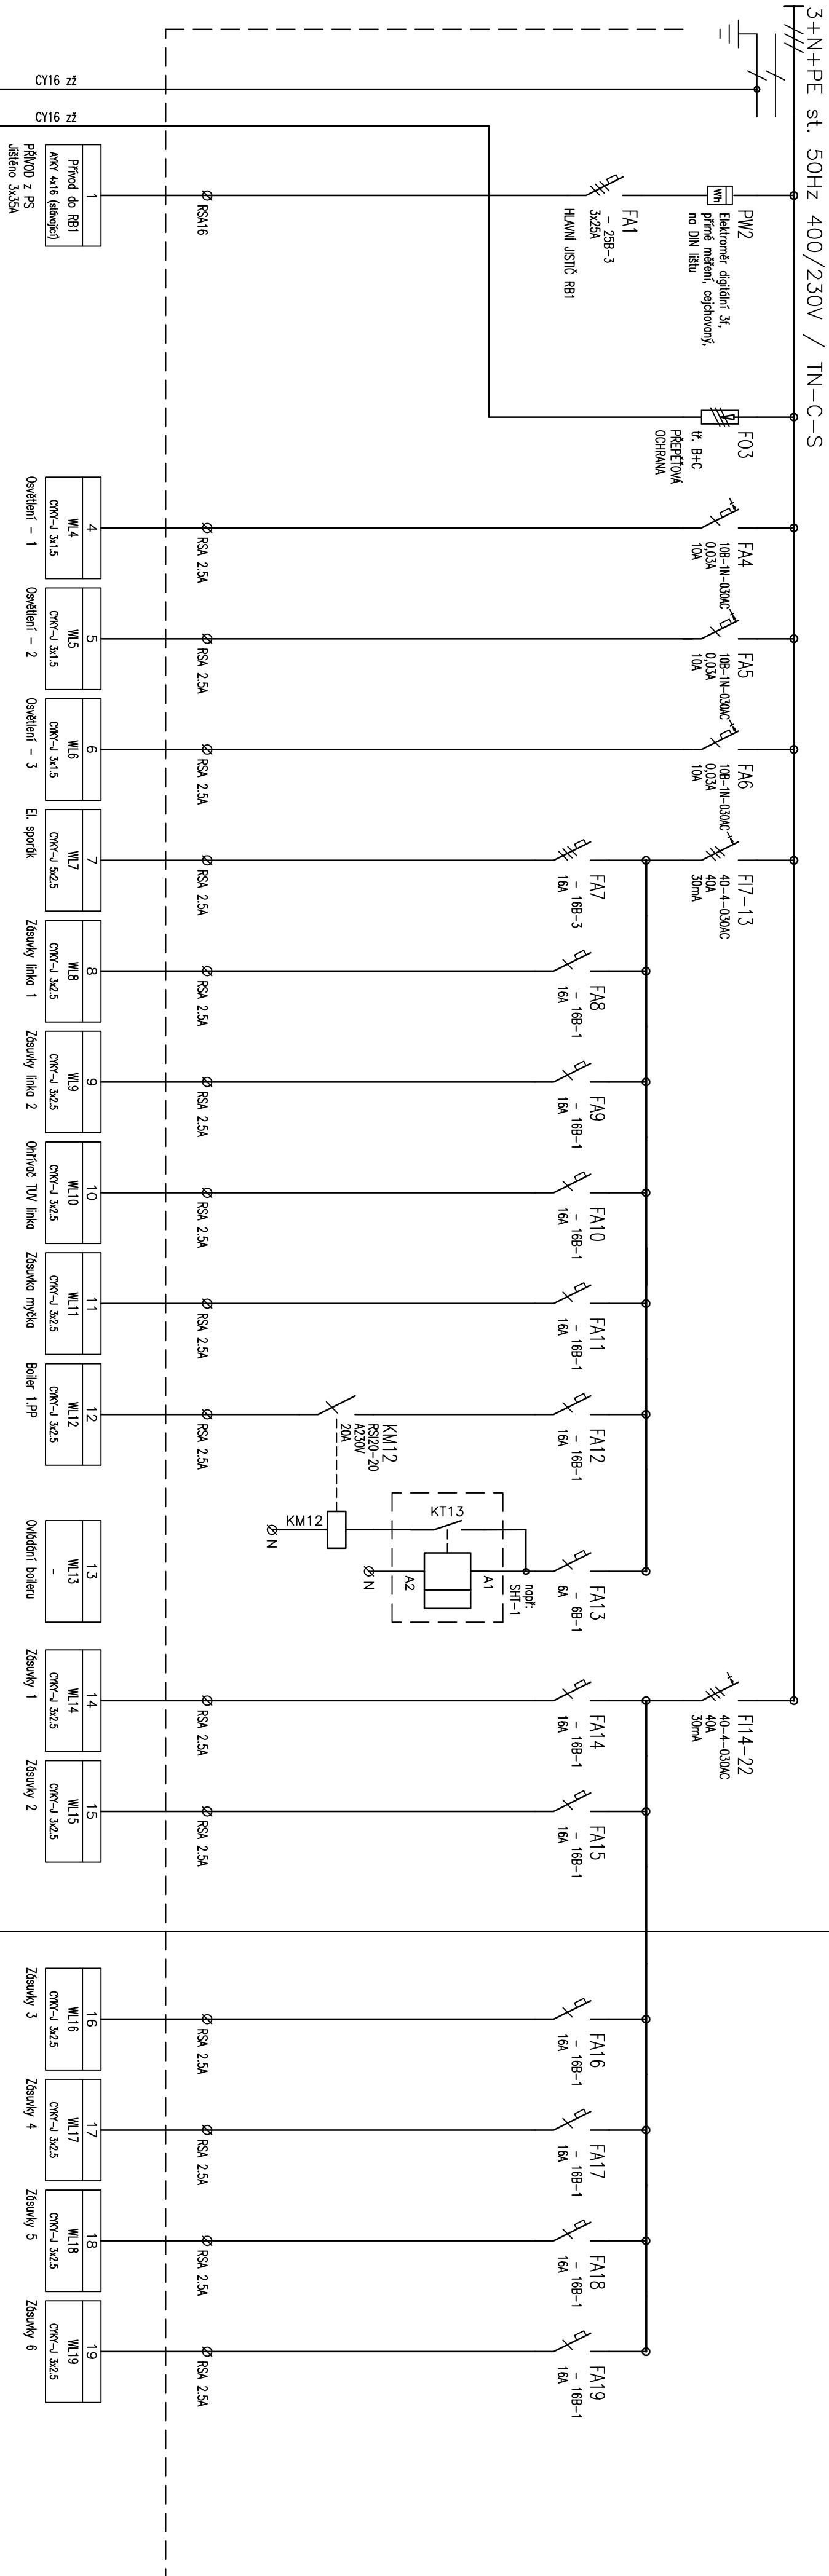 3+N+PE st. 50Hz 400/230V / TN-C-S
CY16 zž
CY16 zž
PW2
Wh
Elektroměr digitální 3f,
přímé měření, cejchovaný,
na DIN lištu
FA1
- 25B-3
3x25A
HLAVNÍ JISTIČ RB1
RSA16
1
Přívod do RB1
AYKY 4x16 (stávající)
PŘÍVOD z PS
Jištěno 3x35A
FO3
tř. B+C
PŘEPĚŤOVÁ
OCHRANA
FA4
10B-1N-030AC
0,03A
10A
RSA 2.5A
4
WL4
CYKY-J 3x1.5
Osvětlení - 1
FA5
10B-1N-030AC
0,03A
10A
RSA 2.5A
5
WL5
CYKY-J 3x1.5
Osvětlení - 2
FA6
10B-1N-030AC
0,03A
10A
RSA 2.5A
6
WL6
CYKY-J 3x1.5
Osvětlení - 3
FI7-13
40-4-030AC
40A
30mA
FA7
- 16B-3
16A
RSA 2.5A
7
WL7
CYKY-J 5x2.5
El. sporák
FA8
- 16B-1
16A
RSA 2.5A
8
WL8
CYKY-J 3x2.5
Zásuvky linka 1
FA9
- 16B-1
16A
RSA 2.5A
9
WL9
CYKY-J 3x2.5
Zásuvky linka 2
FA10
- 16B-1
16A
RSA 2.5A
10
WL10
CYKY-J 3x2.5
Ohřívač TUV linka
FA11
- 16B-1
16A
RSA 2.5A
11
WL11
CYKY-J 3x2.5
Zásuvka myčka
FA12
- 16B-1
16A
KM12
RSI20-20
A230V
20A
RSA 2.5A
12
WL12
CYKY-J 3x2.5
Boiler 1.PP
FA13
- 6B-1
6A
např:
SHT-1
A1
KT13
A2
N
KM12
N
13
WL13
-
Ovládání boileru
FI14-22
40-4-030AC
40A
30mA
FA14
- 16B-1
16A
RSA 2.5A
14
WL14
CYKY-J 3x2.5
Zásuvky 1
FA15
- 16B-1
16A
RSA 2.5A
15
WL15
CYKY-J 3x2.5
Zásuvky 2
FA16
- 16B-1
16A
RSA 2.5A
16
WL16
CYKY-J 3x2.5
Zásuvky 3
FA17
- 16B-1
16A
RSA 2.5A
17
WL17
CYKY-J 3x2.5
Zásuvky 4
FA18
- 16B-1
16A
RSA 2.5A
18
WL18
CYKY-J 3x2.5
Zásuvky 5
FA19
- 16B-1
16A
RSA 2.5A
19
WL19
CYKY-J 3x2.5
Zásuvky 6